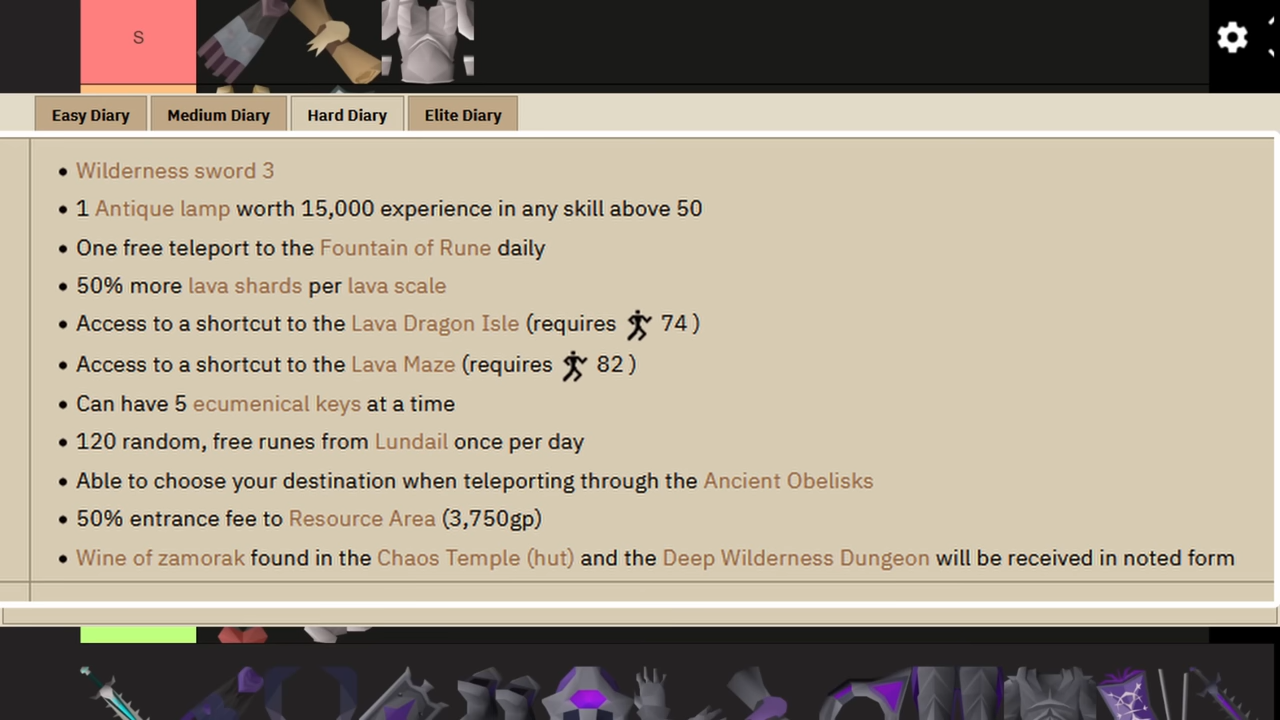 S
Easy Diary Medium Diary Hard Diary Elite Diary
Wilderness sword 3
1 Antique lamp worth 15,000 experience in any skill above 50
One free teleport to the Fountain of Rune daily
50% more lava shards per lava scale
Access to a shortcut to the Lava Dragon Isle (requires 74 )
Access to a shortcut to the Lava Maze (requires 82 )
Can have 5 ecumenical keys at a time
120 random, free runes from Lundail once per day
Able to choose your destination when teleporting through the Ancient Obelisks
50% entrance fee to Resource Area (3,750gp)
Wine of zamorak found in the Chaos Temple (hut) and the Deep Wilderness Dungeon will be received in noted form